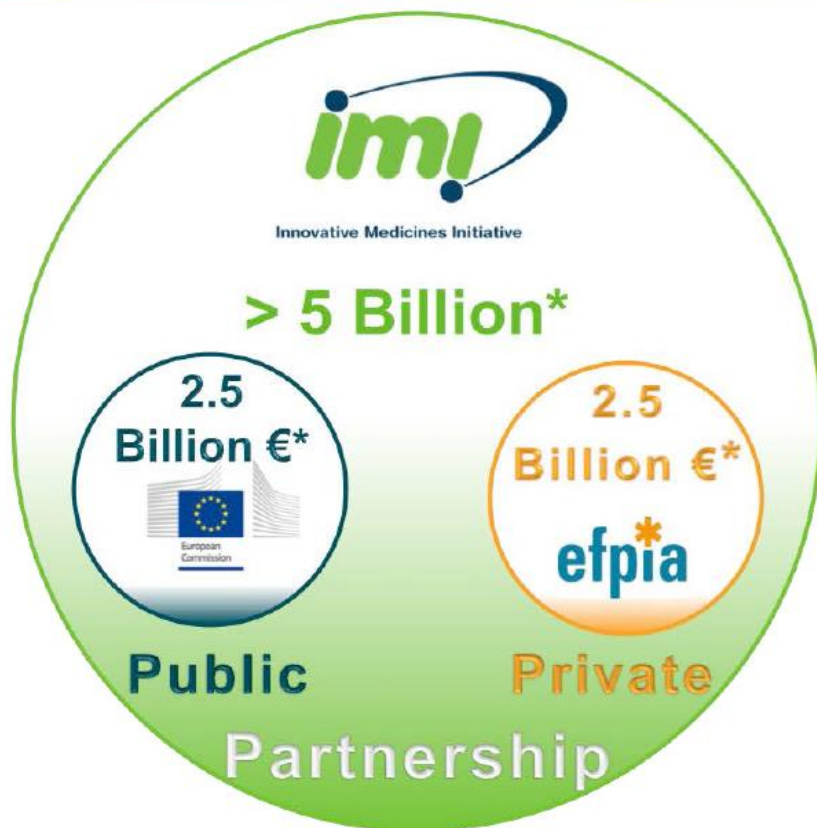 imi
Innovative Medicines Initiative
> 5 Billion*
2.5
Billion €*
European
Commission
2.5
Billion €*
efpia
Public
Private
Partnership